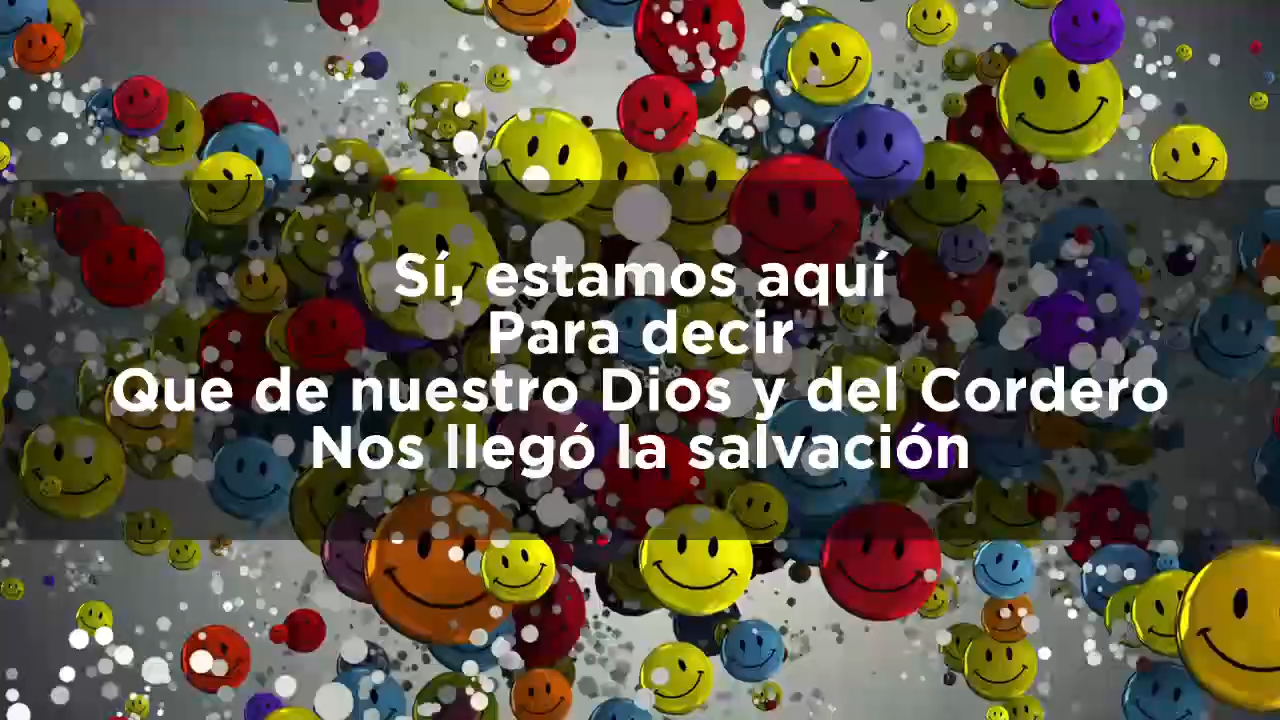 Sí, estamos aquí
Para decir
Que de nuestro Dios y del Cordero
Nos llegó la salvación